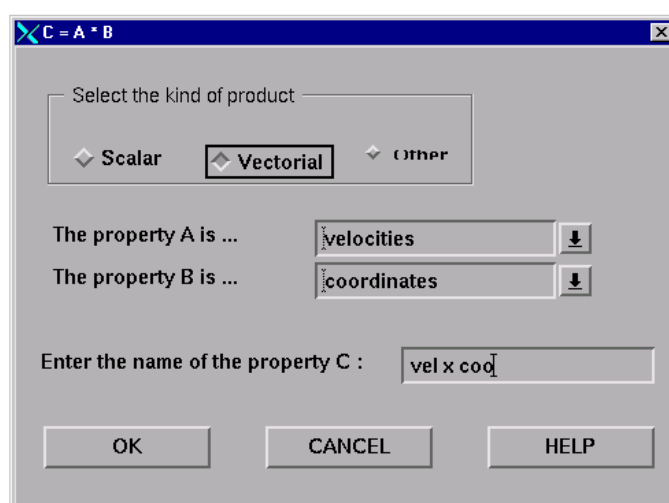 C = A * B
Select the kind of product
Scalar Vectorial Other
The property A is ... velocities
The property B is ... coordinates
Enter the name of the property C : vel x coo
OK CANCEL HELP